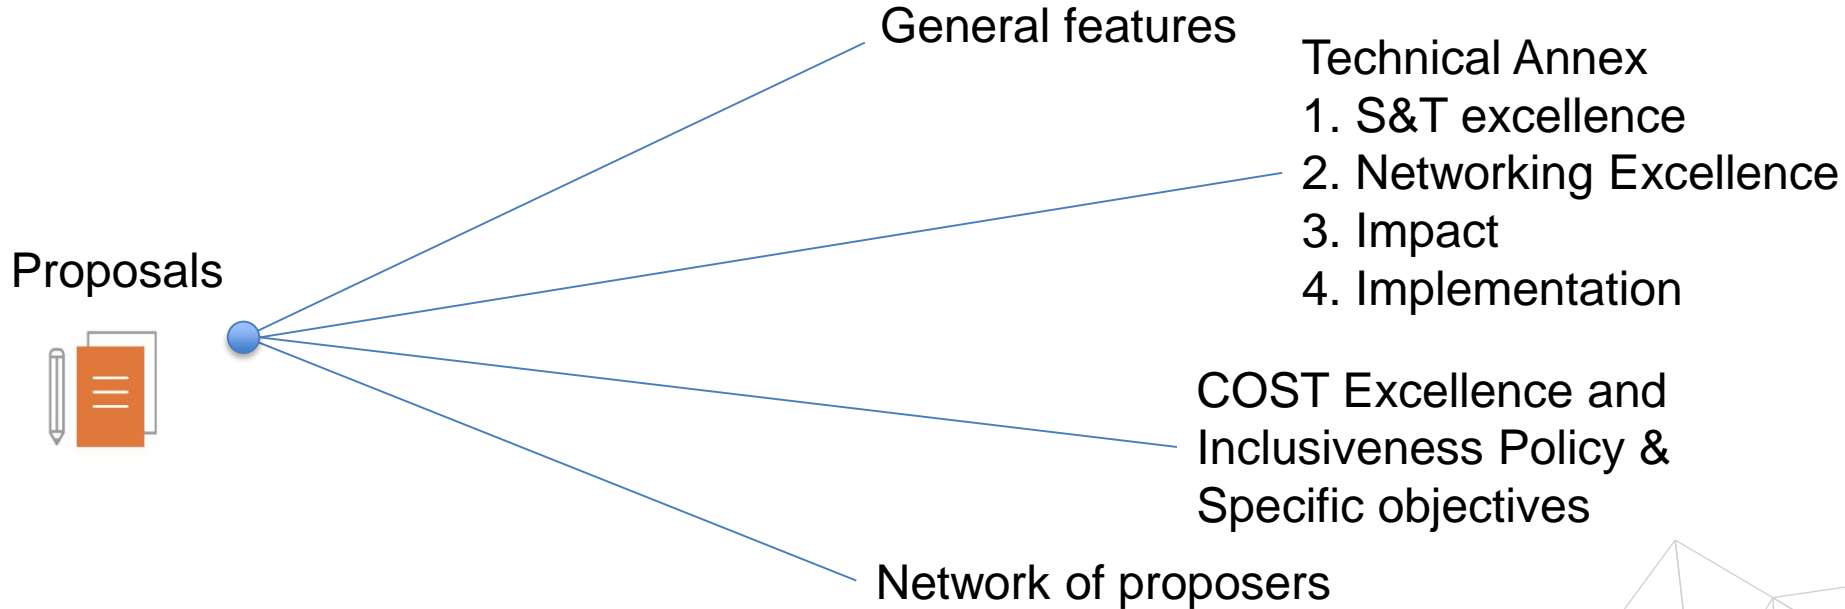 Proposals
General features
Technical Annex
1. S&T excellence
2. Networking Excellence
3. Impact
4. Implementation
COST Excellence and
Inclusiveness Policy &
Specific objectives
Network of proposers